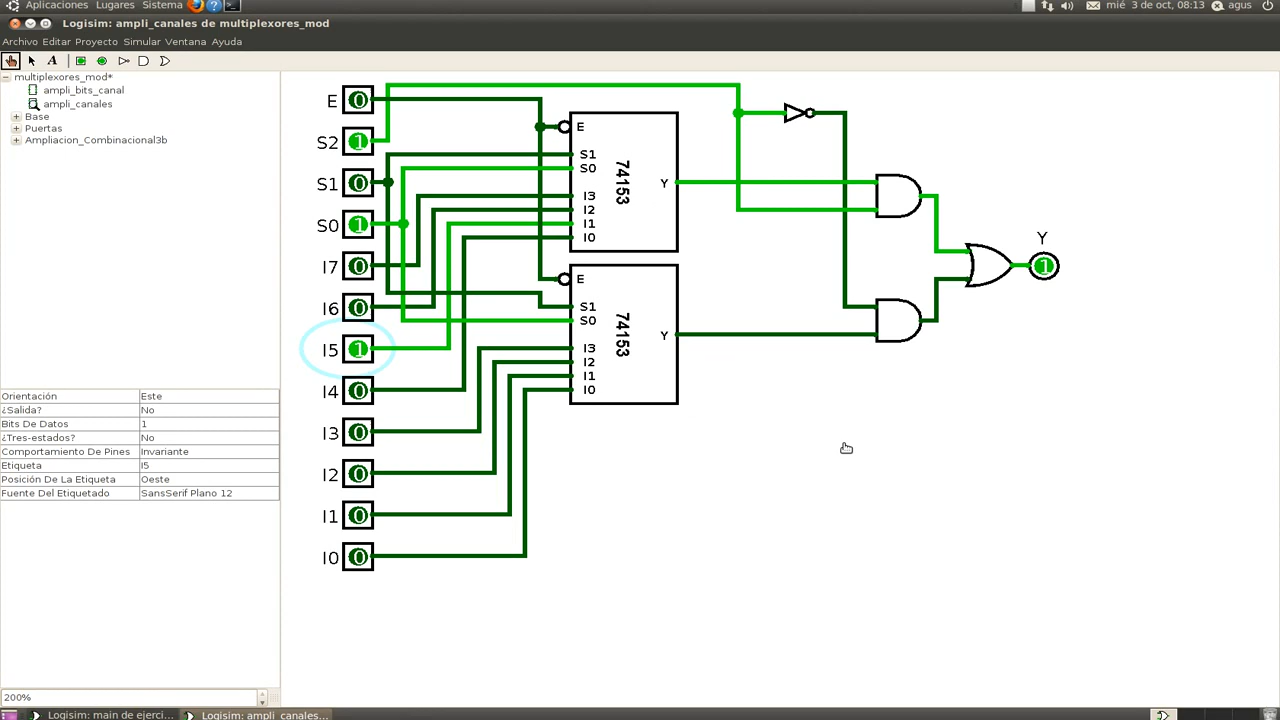 Aplicaciones Lugares Sistema ? mié 3 de oct, 08:13 agus
Logisim: ampli_canales de multiplexores_mod
Archivo Editar Proyecto Simular Ventana Ayuda
A
multiplexores_mod*
ampli_bits_canal
ampli_canales
Base
Puertas
Ampliacion_Combinacional3b
Orientación Este
¿Salida? No
Bits De Datos 1
¿Tres-estados? No
Comportamiento De Pines Invariante
Etiqueta I5
Posición De La Etiqueta Oeste
Fuente Del Etiquetado SansSerif Plano 12
200%
E 0
S2 1
S1 0
S0 1
I7 0
I6 0
I5 1
I4 0
I3 0
I2 0
I1 0
I0 0
E
S1
S0
I3
I2
I1
I0
74153
Y
E
S1
S0
I3
I2
I1
I0
74153
Y
Y
1
Logisim: main de ejerci... Logisim: ampli_canales...